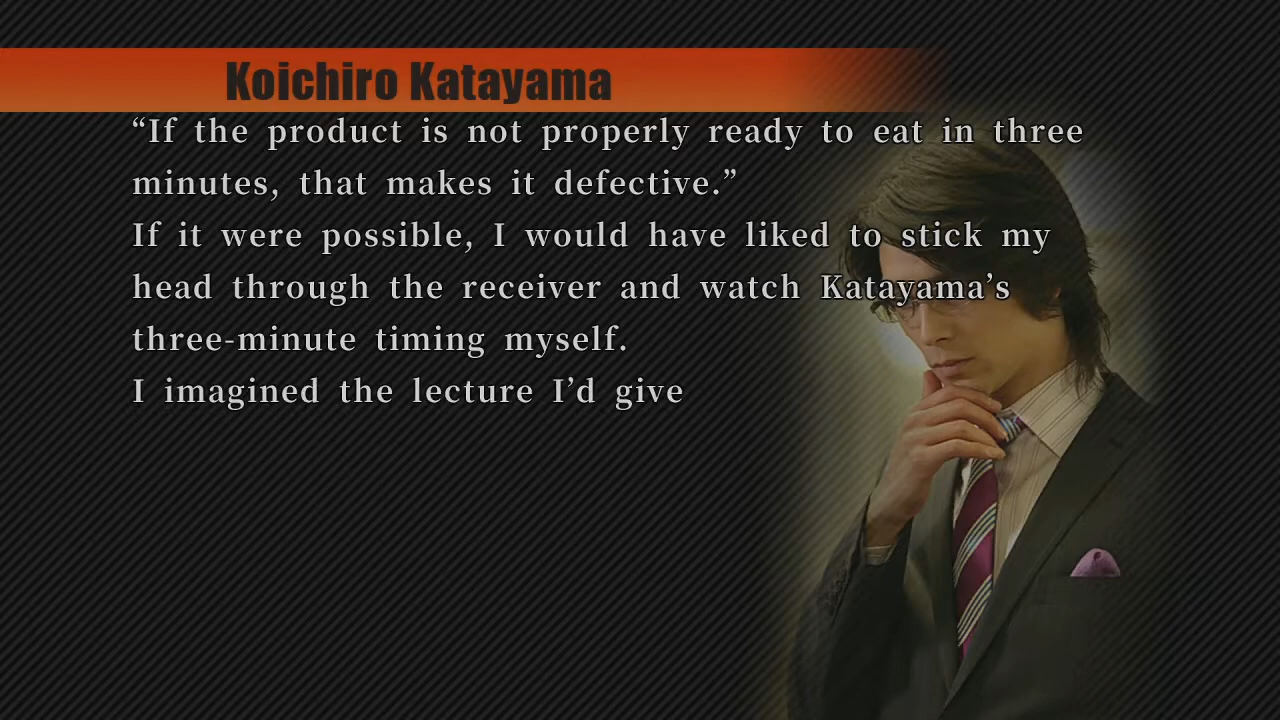 Koichiro Katayama
“If the product is not properly ready to eat in three
minutes, that makes it defective.”
If it were possible, I would have liked to stick my
head through the receiver and watch Katayama’s
three-minute timing myself.
I imagined the lecture I’d give